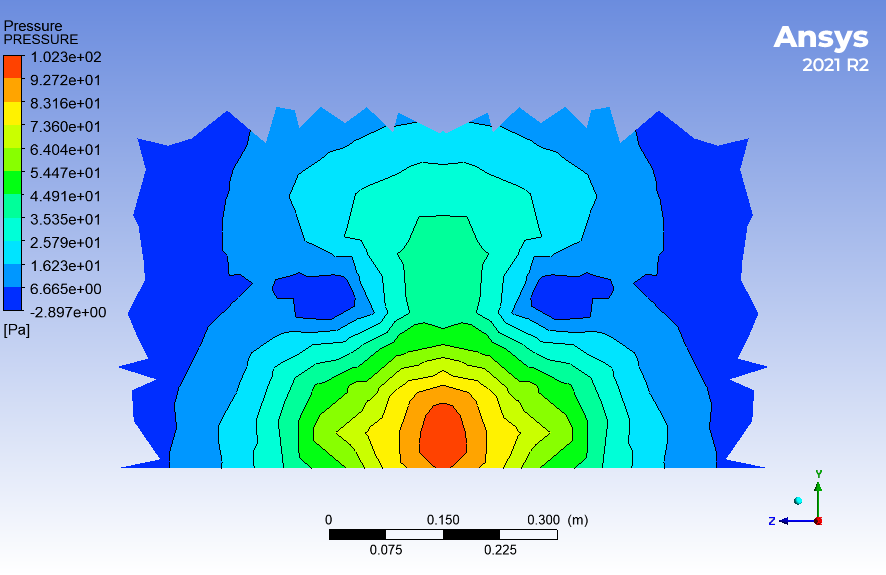 Pressure
PRESSURE
1.023e+02
9.272e+01
8.316e+01
7.360e+01
6.404e+01
5.447e+01
4.491e+01
3.535e+01
2.579e+01
1.623e+01
6.665e+00
-2.897e+00
[Pa]
Ansys
2021 R2
0 0.150 0.300 (m)
0.075 0.225
Y
Z